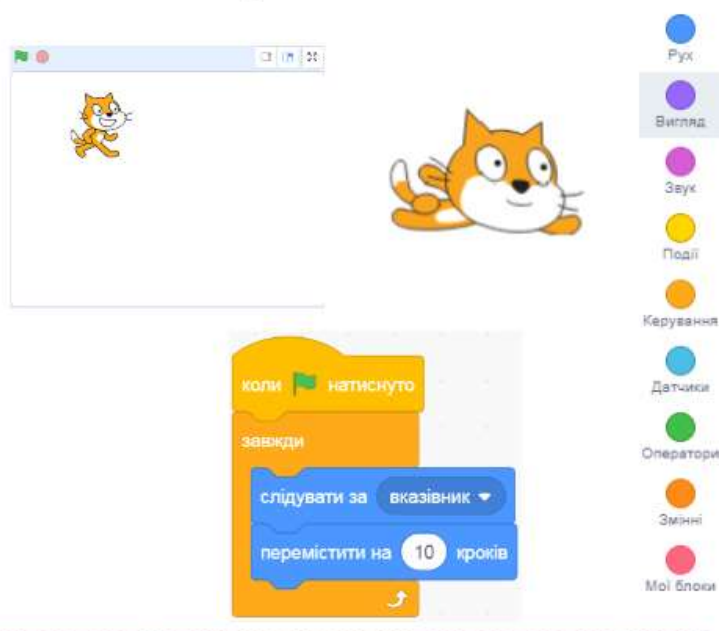 Рух
Вигляд
Звук
Події
Керування
Датчики
Оператори
Змінні
Мої блоки
коли натиснуто
завжди
слідувати за вказівник
перемістити на 10 кроків